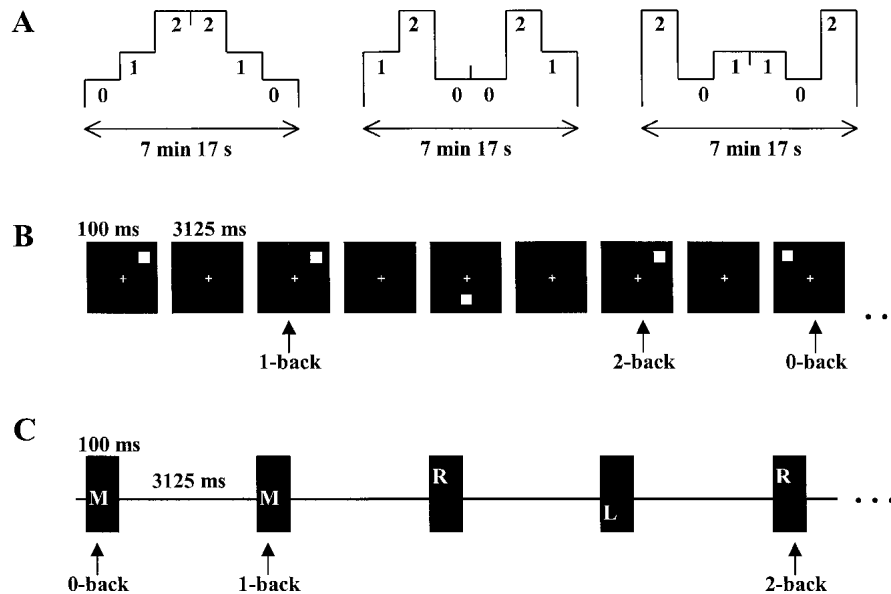 A
2 2
1 1
0 0
7 min 17 s
2 2
1 1
0 0
7 min 17 s
2 2
1 1
0 0
7 min 17 s
B
100 ms 3125 ms
1-back 2-back 0-back
C
100 ms
3125 ms
M M R L R
0-back 1-back 2-back